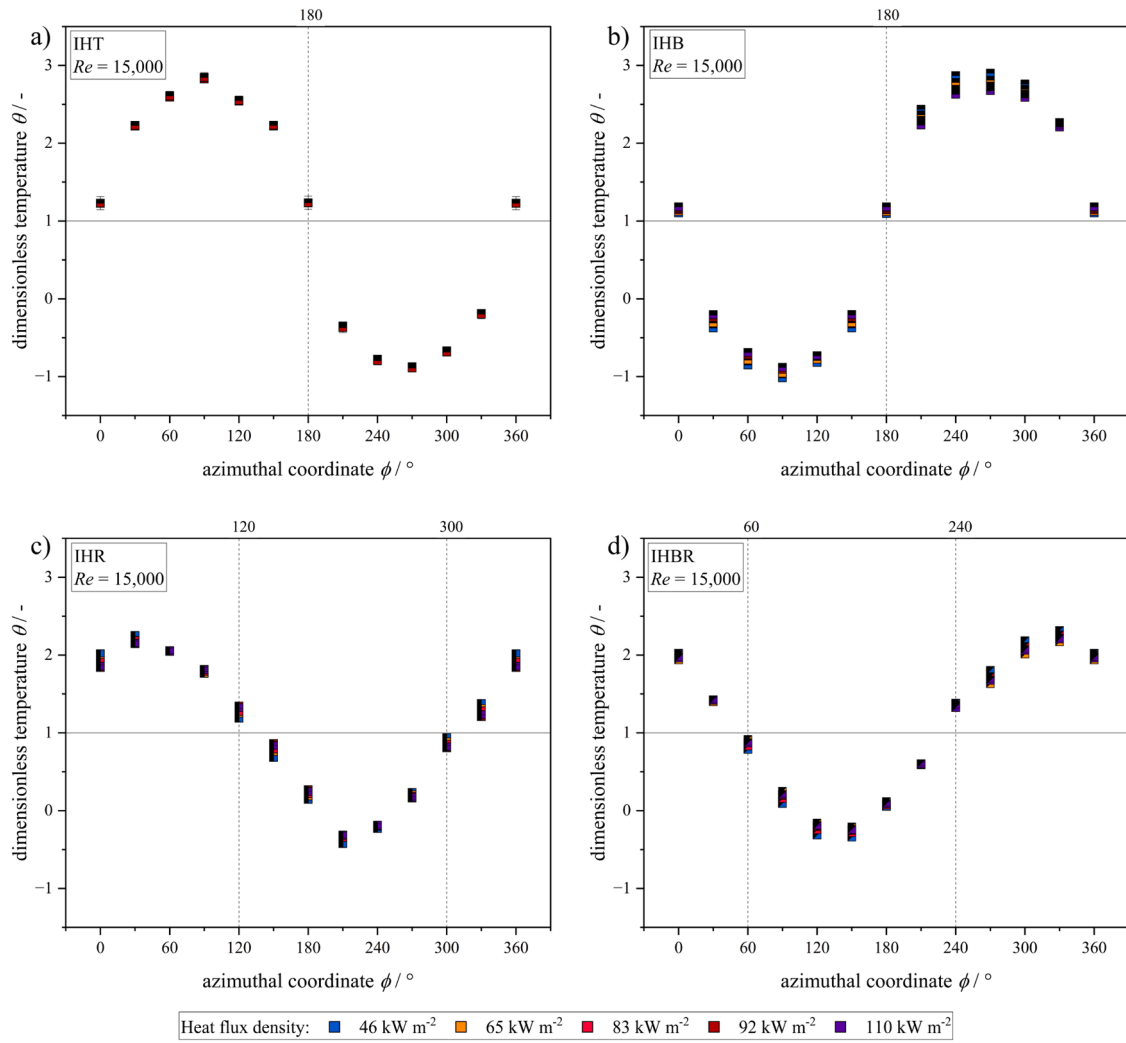 180
a)
IHT
Re = 15,000
3
2
1
0
−1
dimensionless temperature θ / -
0 60 120 180 240 300 360
azimuthal coordinate ϕ / °
180
b)
IHB
Re = 15,000
3
2
1
0
−1
dimensionless temperature θ / -
0 60 120 180 240 300 360
azimuthal coordinate ϕ / °
120 300
c)
IHR
Re = 15,000
3
2
1
0
−1
dimensionless temperature θ / -
0 60 120 180 240 300 360
azimuthal coordinate ϕ / °
60 240
d)
IHBR
Re = 15,000
3
2
1
0
−1
dimensionless temperature θ / -
0 60 120 180 240 300 360
azimuthal coordinate ϕ / °
Heat flux density: 46 kW m⁻² 65 kW m⁻² 83 kW m⁻² 92 kW m⁻² 110 kW m⁻²